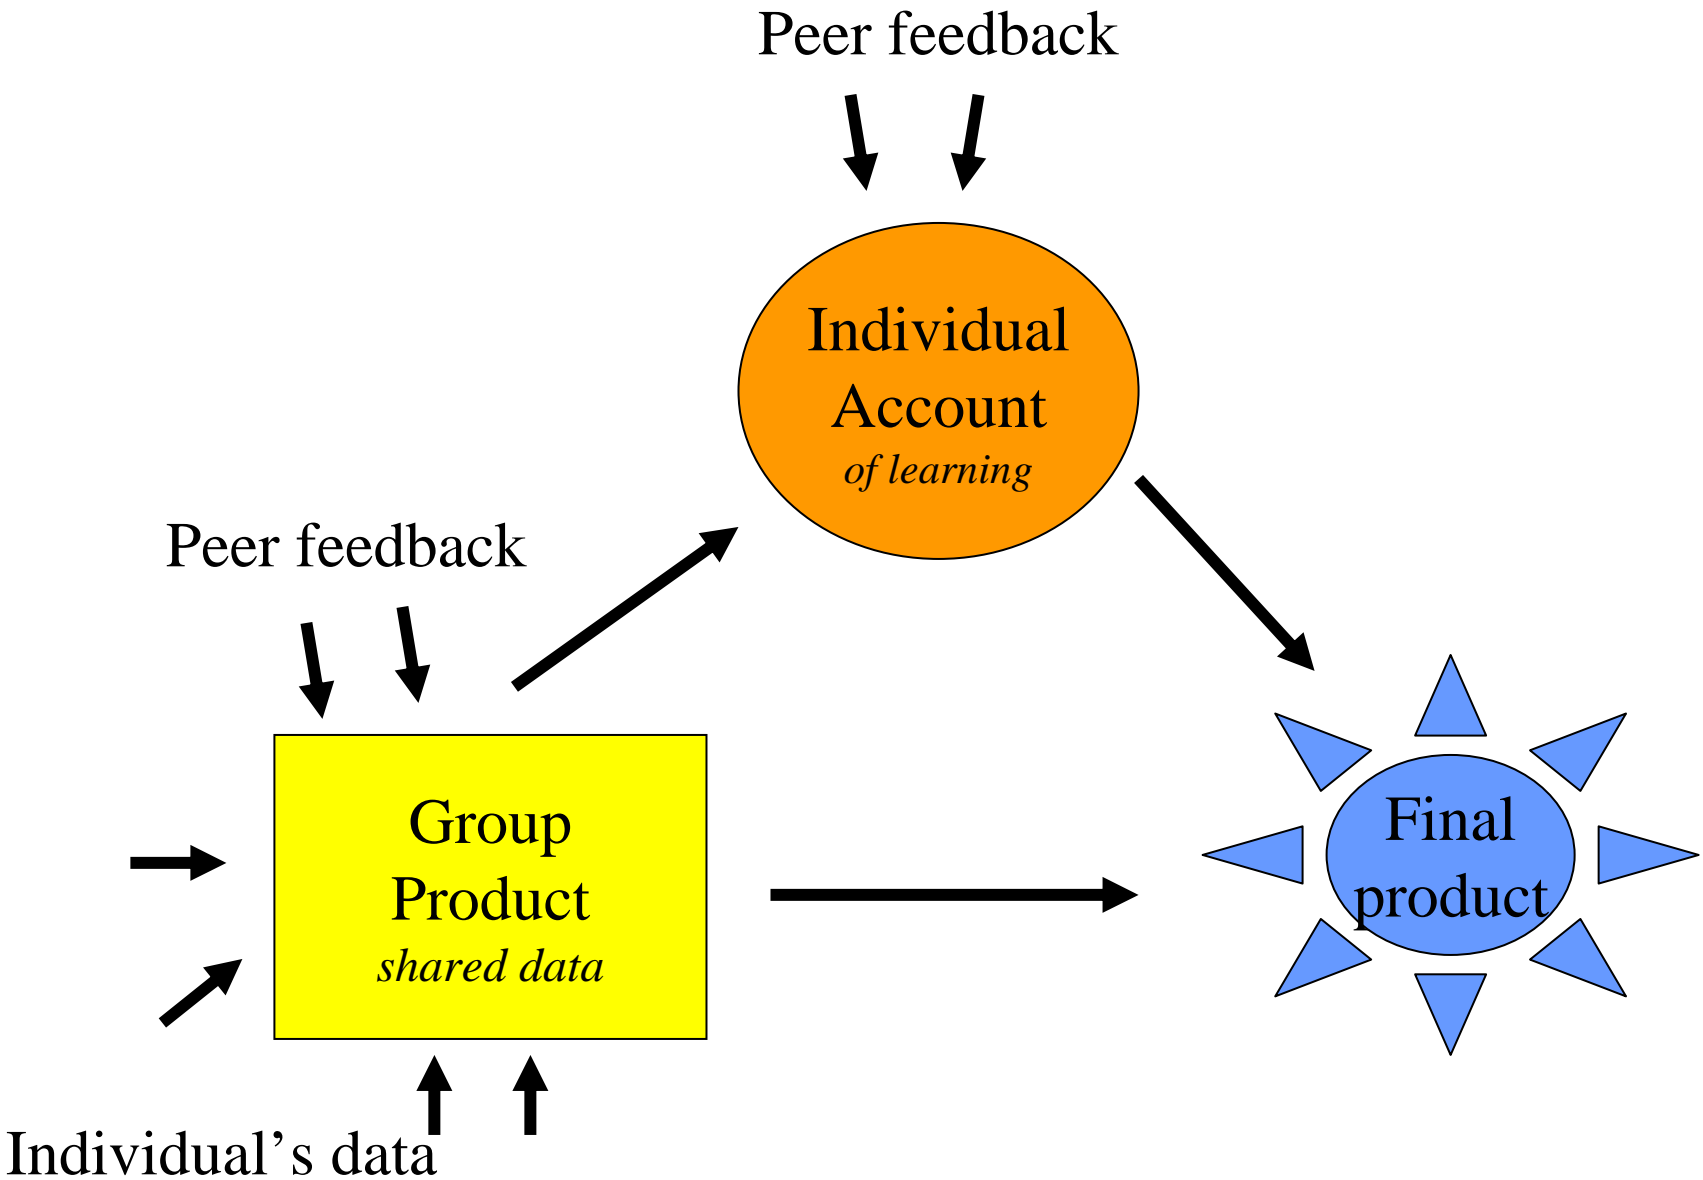 Peer feedback
Individual
Account
of learning
Peer feedback
Group
Product
shared data
Final
product
Individual’s data